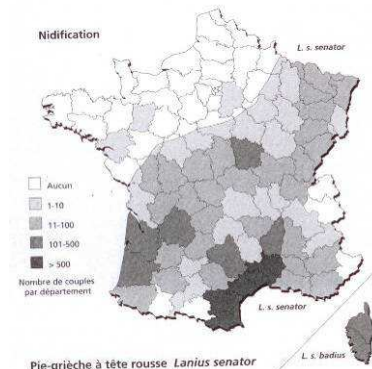 Nidification
L. s. senator
Aucun
1-10
11-100
101-500
> 500
Nombre de couples
par département
L. s. senator
L. s. badius
Pie-grièche à tête rousse Lanius senator